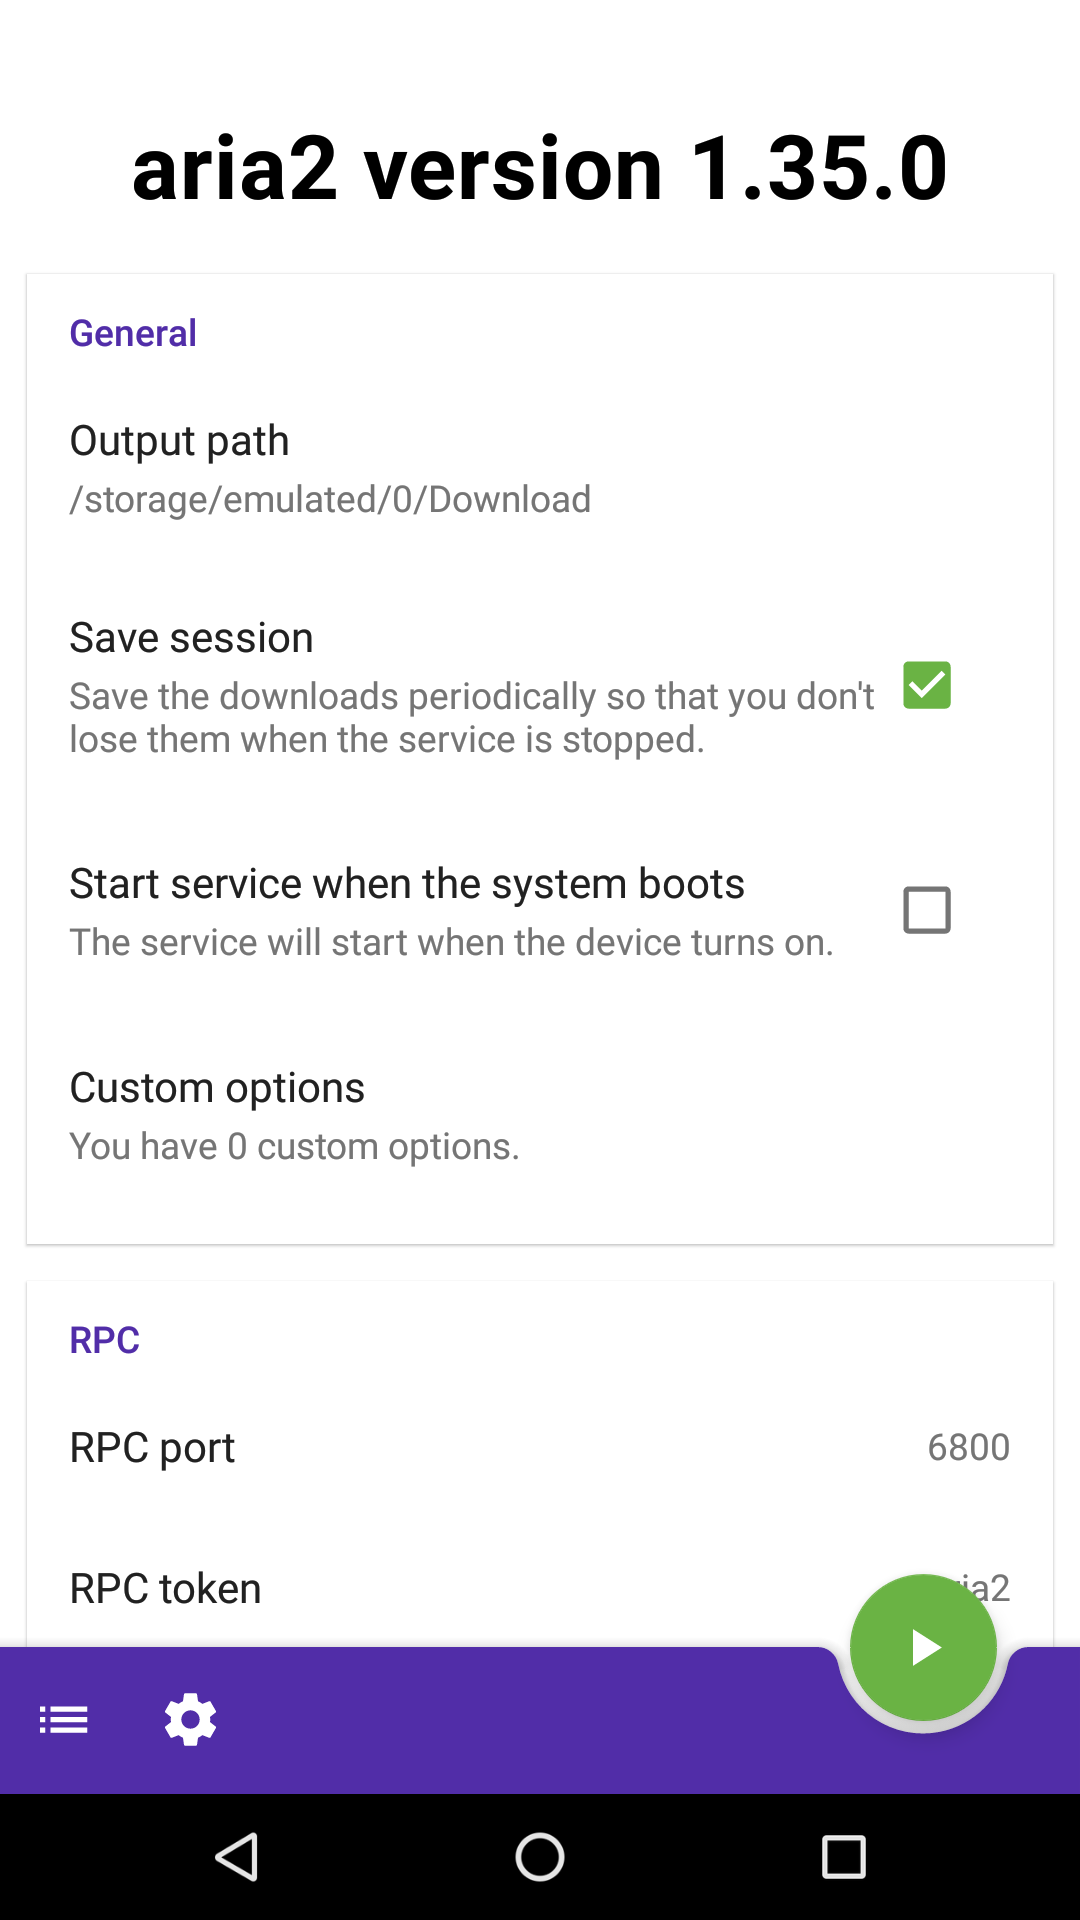 aria2 version 1.35.0
General
Output path
/storage/emulated/0/Download
Save session
Save the downloads periodically so that you don't
lose them when the service is stopped.
Start service when the system boots
The service will start when the device turns on.
Custom options
You have 0 custom options.
RPC
RPC port
6800
RPC token